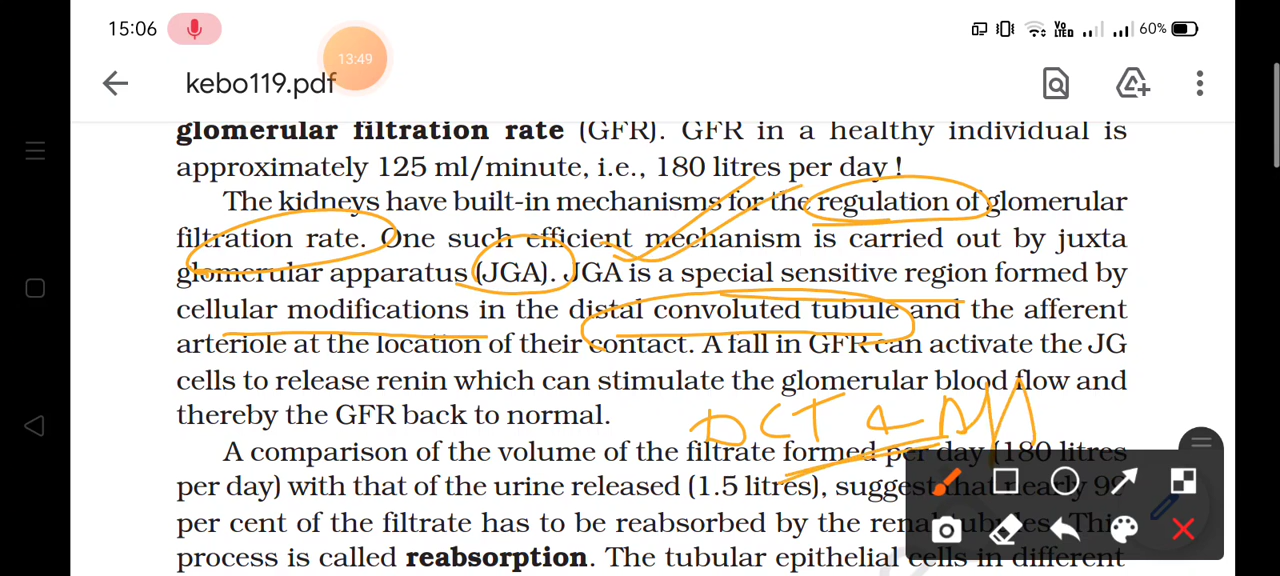 15:06
60%
13:49
kebo119.pdf
glomerular filtration rate (GFR). GFR in a healthy individual is
approximately 125 ml/minute, i.e., 180 litres per day !
The kidneys have built-in mechanisms for the regulation of glomerular
filtration rate. One such efficient mechanism is carried out by juxta
glomerular apparatus (JGA). JGA is a special sensitive region formed by
cellular modifications in the distal convoluted tubule and the afferent
arteriole at the location of their contact. A fall in GFR can activate the JG
cells to release renin which can stimulate the glomerular blood flow and
thereby the GFR back to normal.
DCT &
A comparison of the volume of the filtrate formed per day (180 litres
per day) with that of the urine released (1.5 litres), suggest that nearly 99
per cent of the filtrate has to be reabsorbed by the renal tubules. This
process is called reabsorption. The tubular epithelial cells in different